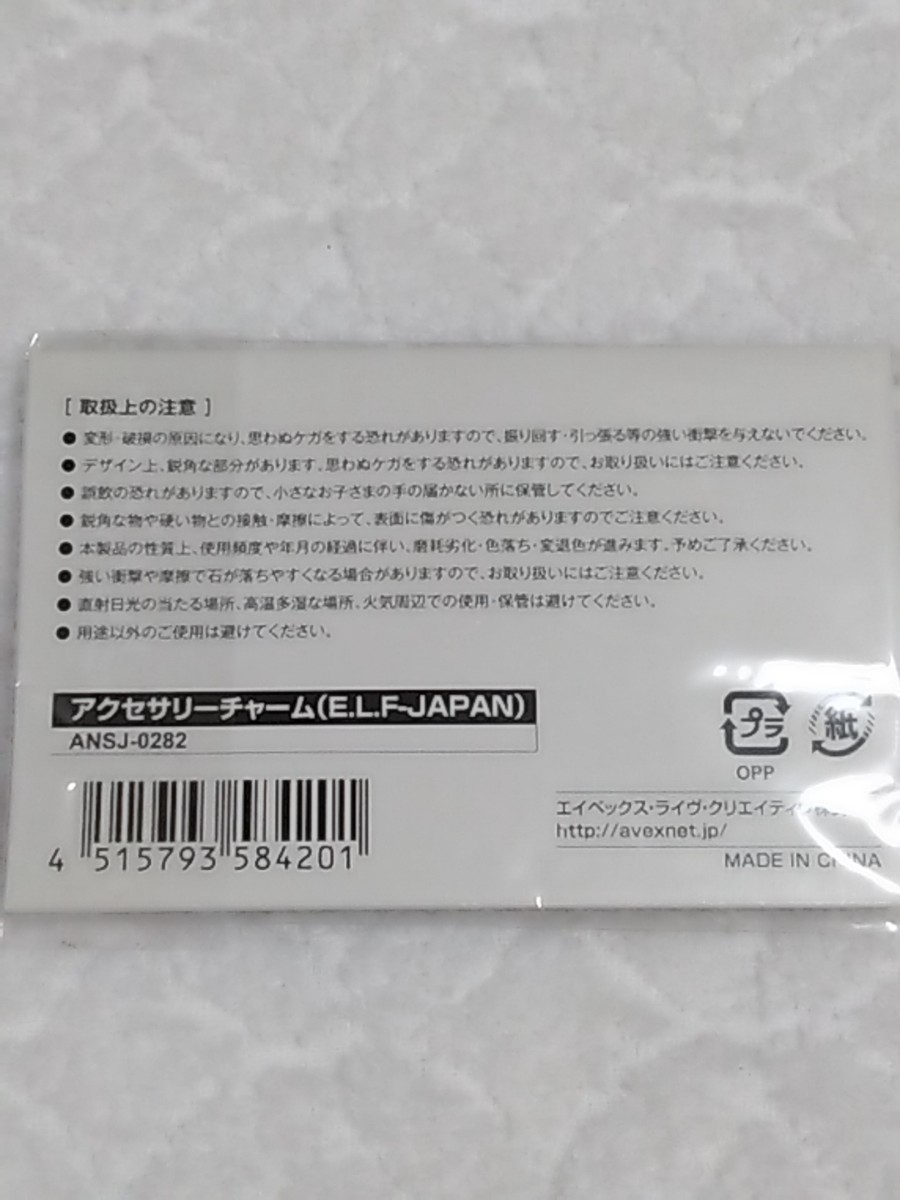 [ 取扱上の注意 ]
● 変形・破損の原因になり、思わぬケガをする恐れがありますので、振り回す・引っ張る等の強い衝撃を与えないでください。
● デザイン上、鋭角な部分があります。思わぬケガをする恐れがありますので、お取り扱いにはご注意ください。
● 誤飲の恐れがありますので、小さなお子さまの手の届かない所に保管してください。
● 鋭角な物や硬い物との接触・摩擦によって、表面に傷がつく恐れがありますのでご注意ください。
● 本製品の性質上、使用頻度や年月の経過に伴い、磨耗劣化・色落ち・変退色が進みます。予めご了承ください。
● 強い衝撃や摩擦で石が落ちやすくなる場合がありますので、お取り扱いにはご注意ください。
● 直射日光の当たる場所、高温多湿な場所、火気周辺での使用・保管は避けてください。
● 用途以外のご使用は避けてください。
アクセサリーチャーム(E.L.F-JAPAN)
ANSJ-0282
プラ 紙
OPP
4 515793 584201
エイベックス・ライヴ・クリエイティ
http://avexnet.jp/
MADE IN CHINA